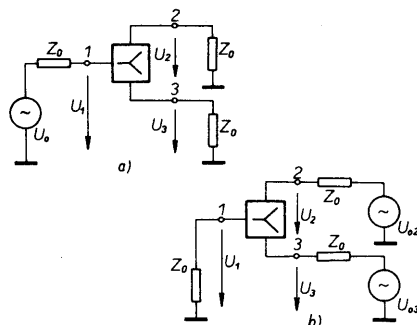 2
Z₀
1
U₂
Z₀
3
U₁
U₃
Z₀
~
U₀
a)
2
Z₀
1
U₂
~
U₀₂
3
Z₀
Z₀
U₁
U₃
~
U₀₃
b)